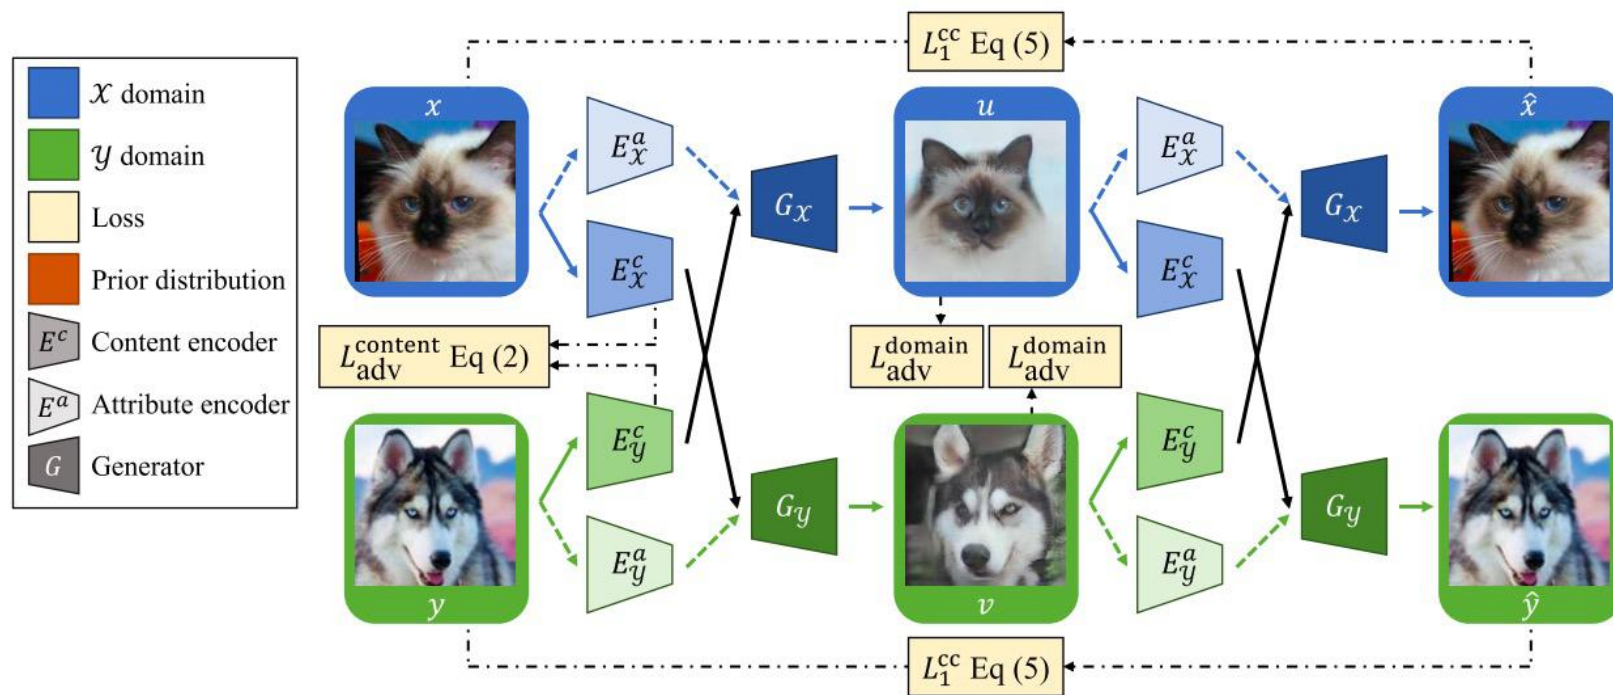 𝒳 domain
𝒴 domain
Loss
Prior distribution
E^c Content encoder
E^a Attribute encoder
G Generator
L_1^cc Eq (5)
x
u
x̂
E_𝒳^a
G_𝒳
E_𝒳^a
G_𝒳
E_𝒳^c
E_𝒳^c
L_adv^content Eq (2)
L_adv^domain
L_adv^domain
E_𝒴^c
E_𝒴^c
G_𝒴
G_𝒴
E_𝒴^a
E_𝒴^a
y
v
ŷ
L_1^cc Eq (5)